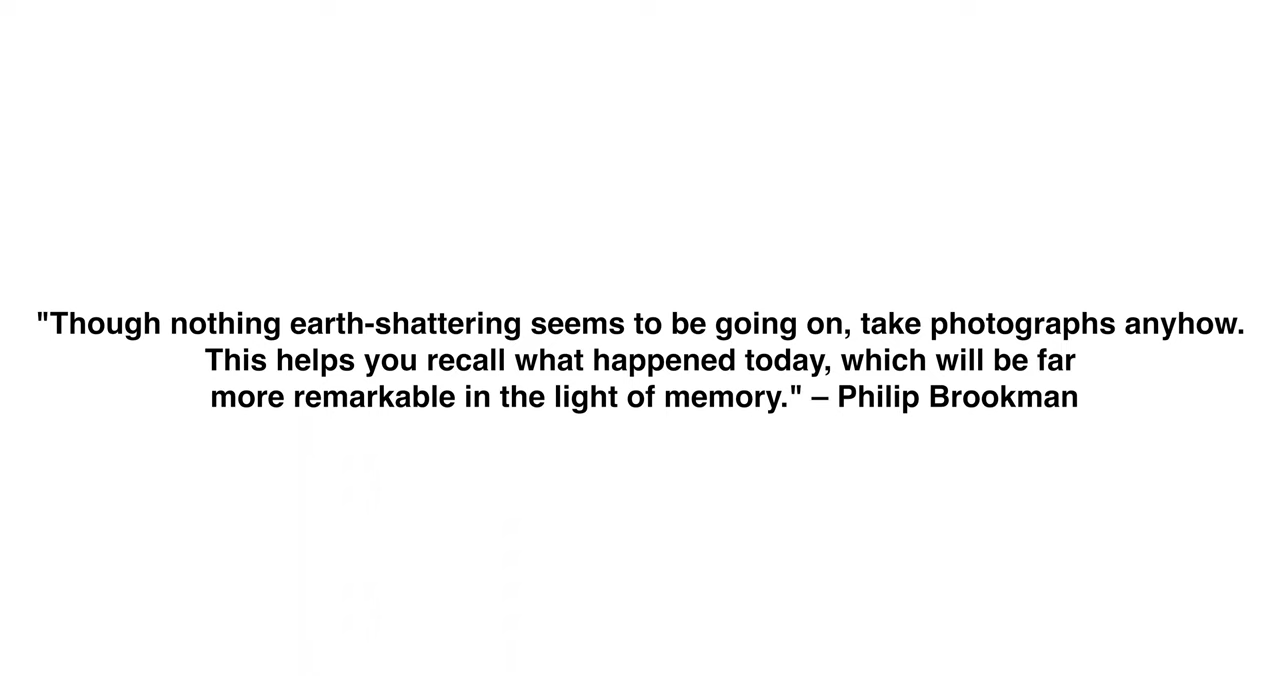 "Though nothing earth-shattering seems to be going on, take photographs anyhow.
This helps you recall what happened today, which will be far
more remarkable in the light of memory." – Philip Brookman